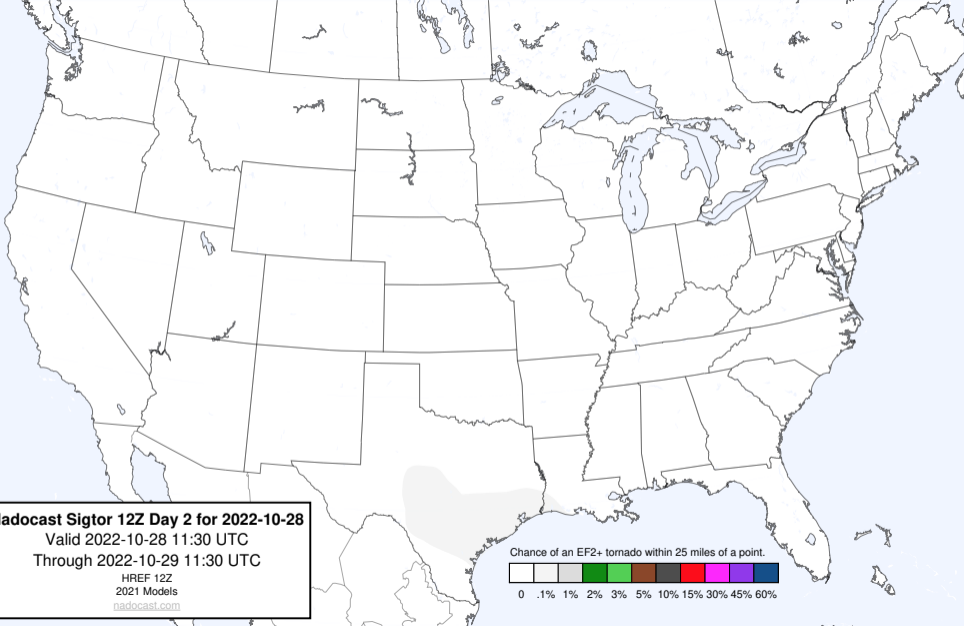 adocast Sigtor 12Z Day 2 for 2022-10-28
Valid 2022-10-28 11:30 UTC
Through 2022-10-29 11:30 UTC
HREF 12Z
2021 Models
nadocast.com
Chance of an EF2+ tornado within 25 miles of a point.
0 .1% 1% 2% 3% 5% 10% 15% 30% 45% 60%